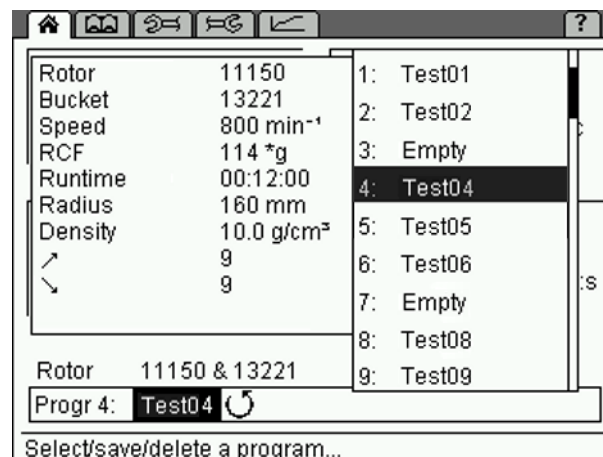 ?
Rotor 11150
Bucket 13221
Speed 800 min⁻¹
RCF 114 *g
Runtime 00:12:00
Radius 160 mm
Density 10.0 g/cm³
↗ 9
↘ 9
1: Test01
2: Test02
3: Empty
4: Test04
5: Test05
6: Test06
7: Empty
8: Test08
9: Test09
:s
Rotor 11150 & 13221
Progr 4: Test04
Select/save/delete a program...